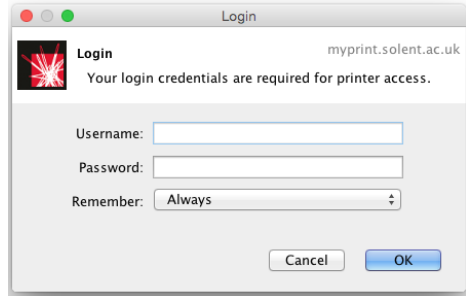 Login
Login
myprint.solent.ac.uk
Your login credentials are required for printer access.
Username:
Password:
Remember: Always
Cancel OK